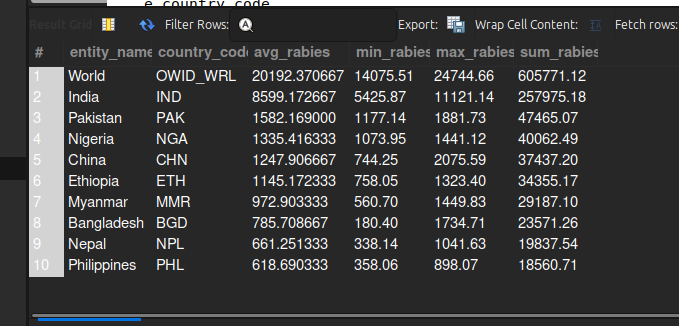 e.country_code
Result Grid Filter Rows: Export: Wrap Cell Content: Fetch rows:
# entity_name country_code avg_rabies min_rabies max_rabies sum_rabies
1 World OWID_WRL 20192.370667 14075.51 24744.66 605771.12
2 India IND 8599.172667 5425.87 11121.14 257975.18
3 Pakistan PAK 1582.169000 1177.14 1881.73 47465.07
4 Nigeria NGA 1335.416333 1073.95 1441.12 40062.49
5 China CHN 1247.906667 744.25 2075.59 37437.20
6 Ethiopia ETH 1145.172333 758.05 1323.40 34355.17
7 Myanmar MMR 972.903333 560.70 1449.83 29187.10
8 Bangladesh BGD 785.708667 180.40 1734.71 23571.26
9 Nepal NPL 661.251333 338.14 1041.63 19837.54
10 Philippines PHL 618.690333 358.06 898.07 18560.71